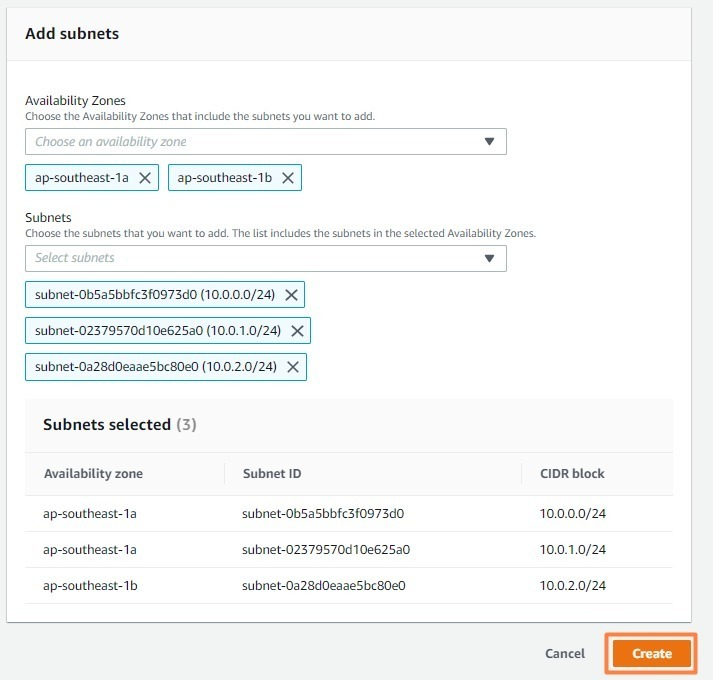 Add subnets
Availability Zones
Choose the Availability Zones that include the subnets you want to add.
Choose an availability zone
ap-southeast-1a ap-southeast-1b
Subnets
Choose the subnets that you want to add. The list includes the subnets in the selected Availability Zones.
Select subnets
subnet-0b5a5bbfc3f0973d0 (10.0.0.0/24)
subnet-02379570d10e625a0 (10.0.1.0/24)
subnet-0a28d0eaae5bc80e0 (10.0.2.0/24)
Subnets selected (3)
Availability zone Subnet ID CIDR block
ap-southeast-1a subnet-0b5a5bbfc3f0973d0 10.0.0.0/24
ap-southeast-1a subnet-02379570d10e625a0 10.0.1.0/24
ap-southeast-1b subnet-0a28d0eaae5bc80e0 10.0.2.0/24
Cancel Create